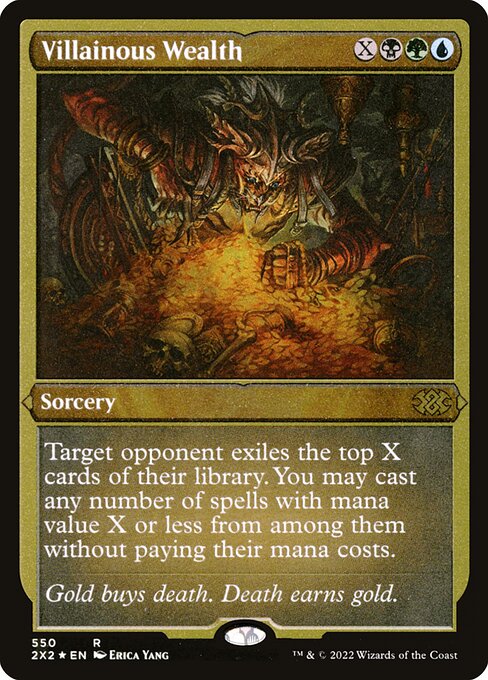 Villainous Wealth X
Sorcery
Target opponent exiles the top X
cards of their library. You may cast
any number of spells with mana
value X or less from among them
without paying their mana costs.
Gold buys death. Death earns gold.
550 R
2X2 ★ EN Erica Yang ™ & © 2022 Wizards of the Coast